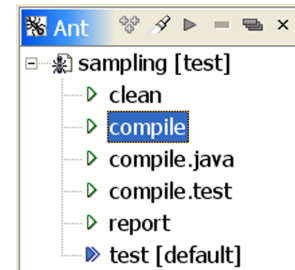 Ant
sampling [test]
clean
compile
compile.java
compile.test
report
test [default]